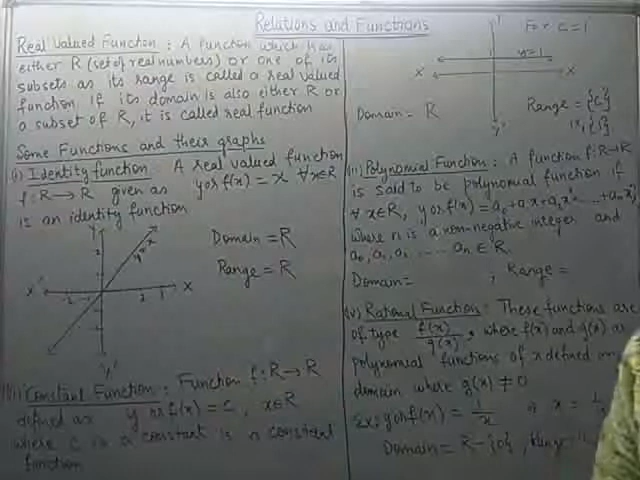 Relations and Functions
Real Valued Function : A function which has
either R (set of real numbers) or one of its
subsets as its range is called a real valued
function. If its domain is also either R or
a subset of R, it is called real function
Some Functions and their graphs
(i) Identity function : A real valued function
f : R → R given as y or f(x) = x ∀ x∈R
is an identity function
Y
y = x
X' X
Y'
Domain = R
Range = R
Constant Function : Function f : R → R
defined as y or f(x) = c, x∈R
where c is a constant is a constant
function
For c = 1
Y
y=1
X' X
Y'
Domain = R
Range = {c}
{1}
(iii) Polynomial Function : A function f : R→R
is said to be polynomial function if
∀ x∈R, y or f(x) = a₀ + a₁x + a₂x² ... + aₙxⁿ,
where n is a non-negative integer and
a₀, a₁, a₂ ..... aₙ ∈ R.
Domain = ; Range =
Rational Function : These functions are
of type f(x)/g(x), where f(x) and g(x) are
polynomial functions of x defined in a
domain where g(x) ≠ 0
Ex: y or f(x) = 1/x x = 1/
Domain = R - {0}, Range =